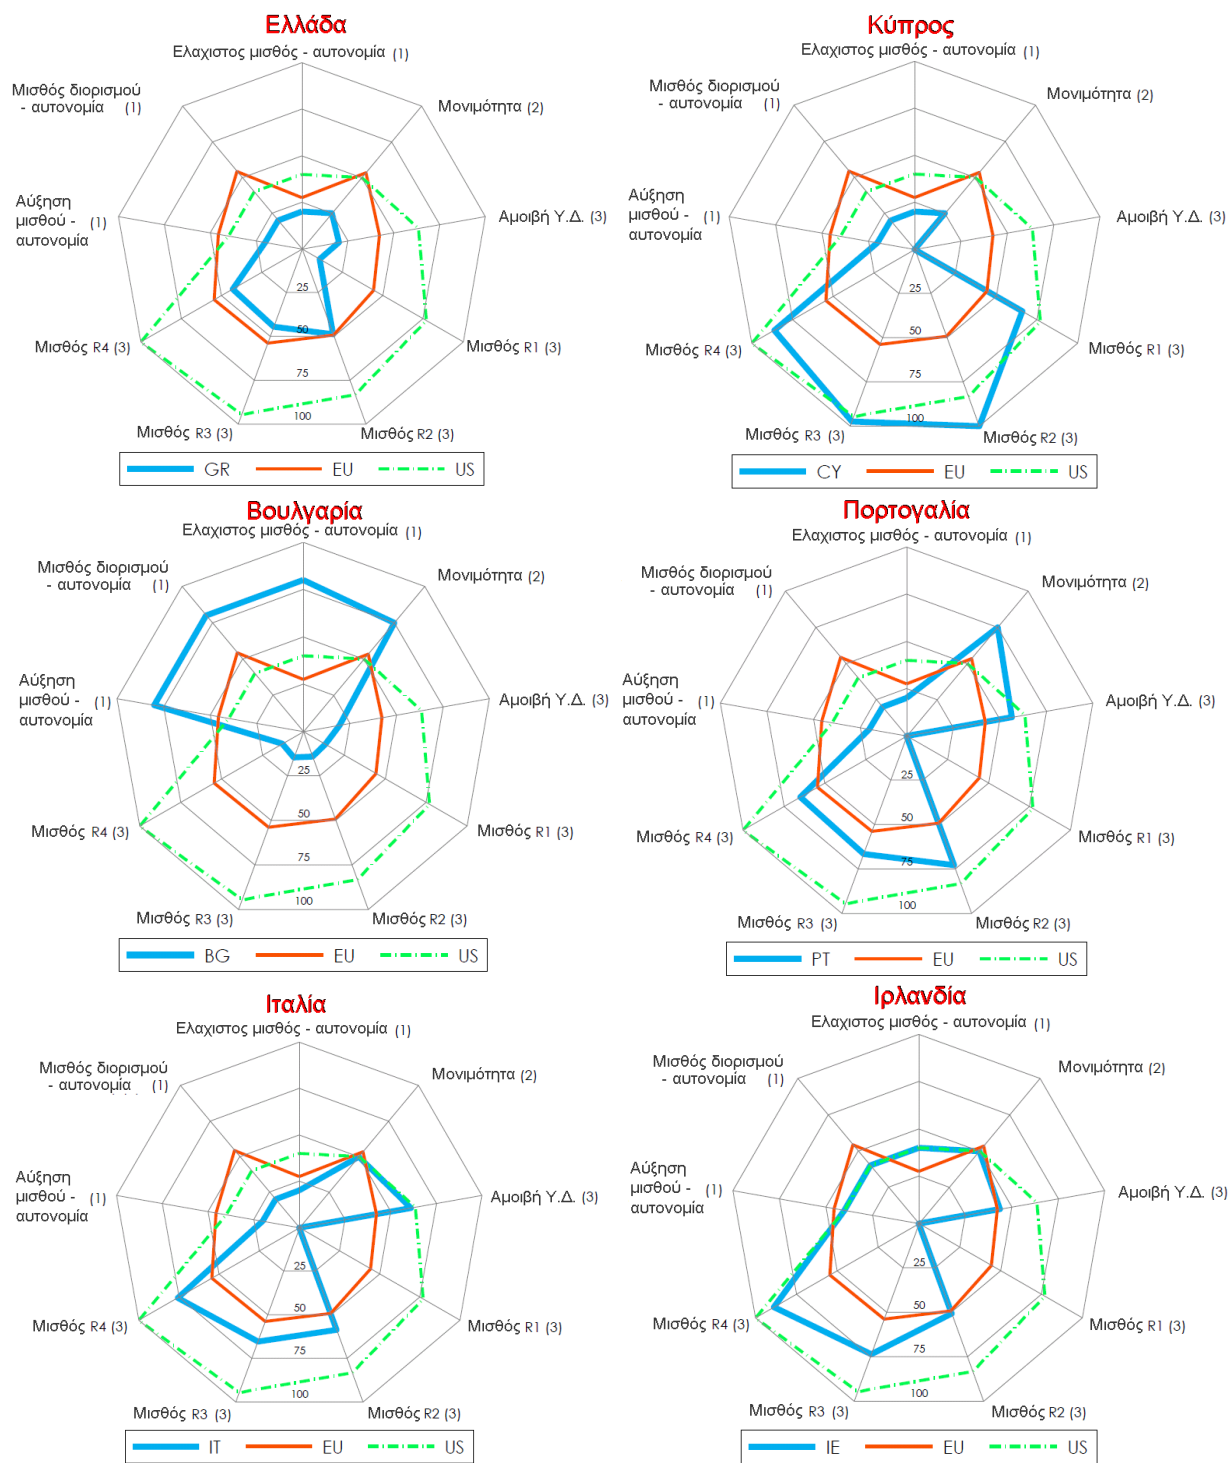 Ελλάδα
Ελαχιστος μισθός - αυτονομία (1)
Μισθός διορισμού
- αυτονομία (1)
Μονιμότητα (2)
Αύξηση
μισθού - (1)
αυτονομία
Αμοιβή Υ.Δ. (3)
25
50
75
100
Μισθός R4 (3)
Μισθός R1 (3)
Μισθός R3 (3)
Μισθός R2 (3)
GR EU US
Κύπρος
Ελαχιστος μισθός - αυτονομία (1)
Μισθός διορισμού
- αυτονομία (1)
Μονιμότητα (2)
Αύξηση
μισθού - (1)
αυτονομία
Αμοιβή Υ.Δ. (3)
25
50
75
100
Μισθός R4 (3)
Μισθός R1 (3)
Μισθός R3 (3)
Μισθός R2 (3)
CY EU US
Βουλγαρία
Ελαχιστος μισθός - αυτονομία (1)
Μισθός διορισμού
- αυτονομία (1)
Μονιμότητα (2)
Αύξηση
μισθού - (1)
αυτονομία
Αμοιβή Υ.Δ. (3)
25
50
75
100
Μισθός R4 (3)
Μισθός R1 (3)
Μισθός R3 (3)
Μισθός R2 (3)
BG EU US
Πορτογαλία
Ελαχιστος μισθός - αυτονομία (1)
Μισθός διορισμού
- αυτονομία (1)
Μονιμότητα (2)
Αύξηση
μισθού - (1)
αυτονομία
Αμοιβή Υ.Δ. (3)
25
50
75
100
Μισθός R4 (3)
Μισθός R1 (3)
Μισθός R3 (3)
Μισθός R2 (3)
PT EU US
Ιταλία
Ελαχιστος μισθός - αυτονομία (1)
Μισθός διορισμού
- αυτονομία (1)
Μονιμότητα (2)
Αύξηση
μισθού - (1)
αυτονομία
Αμοιβή Υ.Δ. (3)
25
50
75
100
Μισθός R4 (3)
Μισθός R1 (3)
Μισθός R3 (3)
Μισθός R2 (3)
IT EU US
Ιρλανδία
Ελαχιστος μισθός - αυτονομία (1)
Μισθός διορισμού
- αυτονομία (1)
Μονιμότητα (2)
Αύξηση
μισθού - (1)
αυτονομία
Αμοιβή Υ.Δ. (3)
25
50
75
100
Μισθός R4 (3)
Μισθός R1 (3)
Μισθός R3 (3)
Μισθός R2 (3)
IE EU US